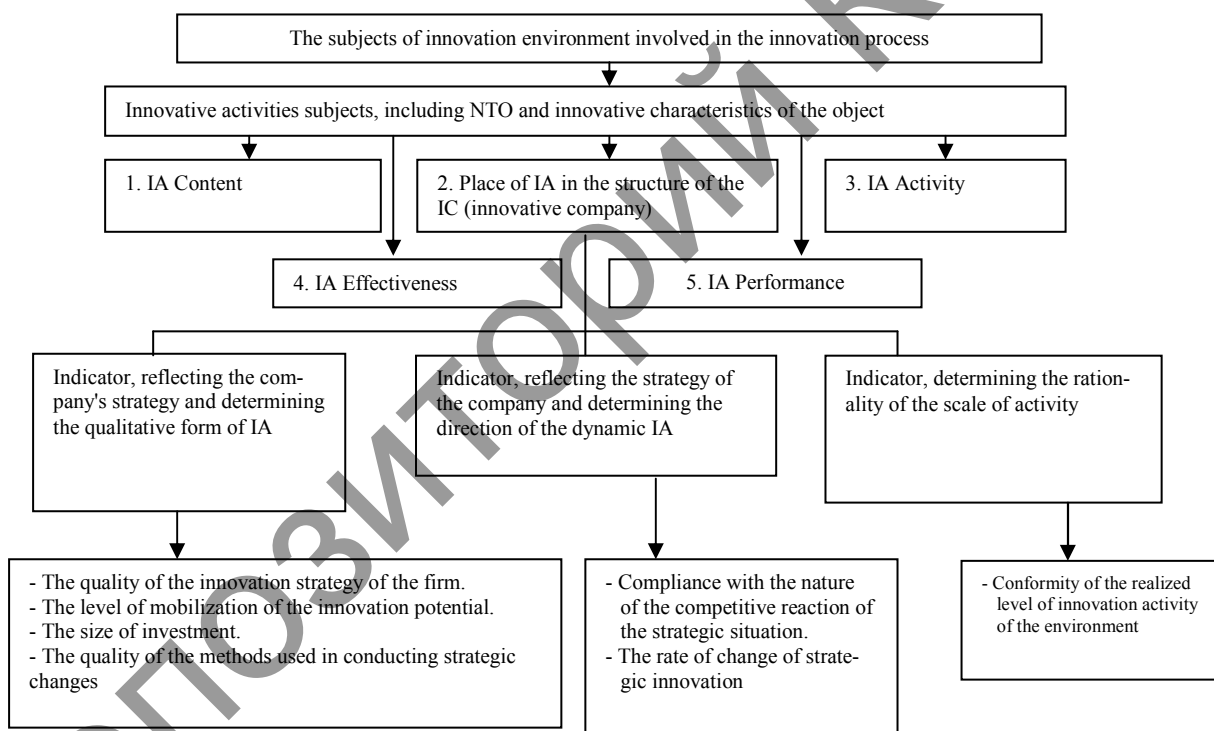 The subjects of innovation environment involved in the innovation process
Innovative activities subjects, including NTO and innovative characteristics of the object
1. IA Content
2. Place of IA in the structure of the
IC (innovative company)
3. IA Activity
4. IA Effectiveness
5. IA Performance
Indicator, reflecting the com-
pany's strategy and determining
the qualitative form of IA
Indicator, reflecting the strategy of
the company and determining the
direction of the dynamic IA
Indicator, determining the ration-
ality of the scale of activity
- The quality of the innovation strategy of the firm.
- The level of mobilization of the innovation potential.
- The size of investment.
- The quality of the methods used in conducting strategic
changes
- Compliance with the nature
of the competitive reaction of
the strategic situation.
- The rate of change of strate-
gic innovation
- Conformity of the realized
level of innovation activity
of the environment